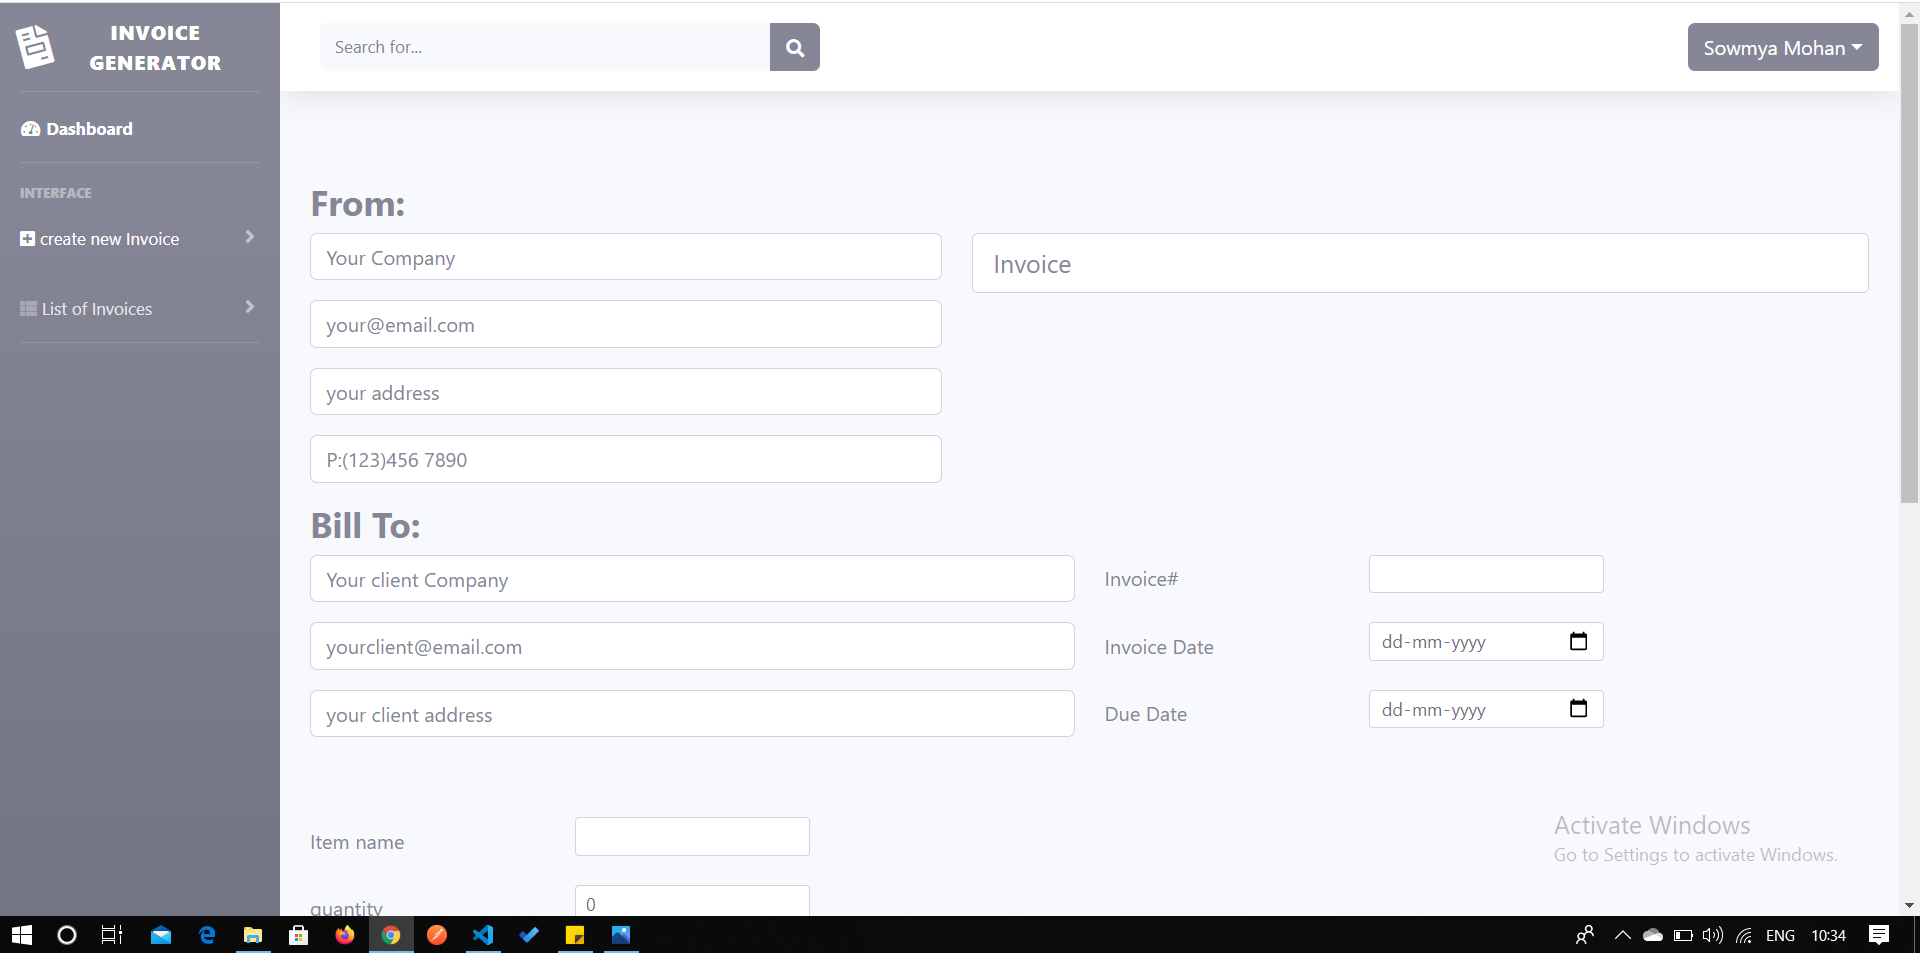 INVOICE
GENERATOR
Search for...
Sowmya Mohan
Dashboard
INTERFACE
create new Invoice
List of Invoices
From:
Your Company
Invoice
your@email.com
your address
P:(123)456 7890
Bill To:
Your client Company
Invoice#
yourclient@email.com
Invoice Date
dd-mm-yyyy
your client address
Due Date
dd-mm-yyyy
Item name
quantity
0
Activate Windows
Go to Settings to activate Windows.
ENG
10:34